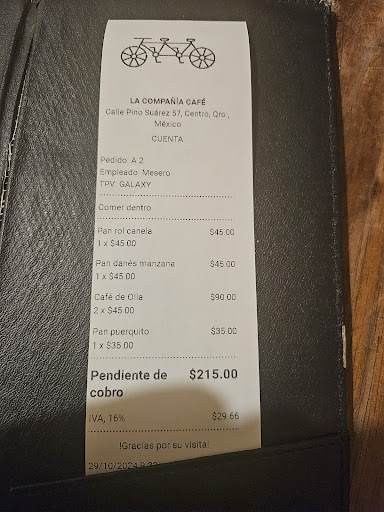 LA COMPAÑÍA CAFÉ
Calle Pino Suárez 57, Centro, Qro.,
México
CUENTA
Pedido: A 2
Empleado: Mesero
TPV: GALAXY
Comer dentro
Pan rol canela $45.00
1 x $45.00
Pan danés manzana $45.00
1 x $45.00
Café de Olla $90.00
2 x $45.00
Pan puerquito $35.00
1 x $35.00
Pendiente de $215.00
cobro
IVA, 16% $29.66
!Gracias por su visita!
29/10/2024